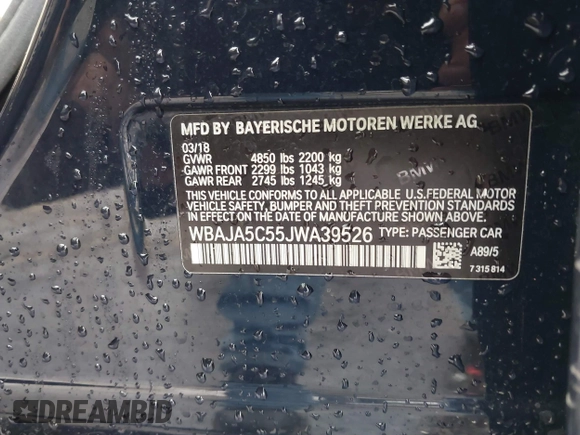 MFD BY BAYERISCHE MOTOREN WERKE AG
03/18
GVWR 4850 lbs 2200 kg
GAWR FRONT 2299 lbs 1043 kg
GAWR REAR 2745 lbs 1245 kg
THIS VEHICLE CONFORMS TO ALL APPLICABLE U.S. FEDERAL MOTOR
VEHICLE SAFETY, BUMPER AND THEFT PREVENTION STANDARDS
IN EFFECT ON THE DATE OF MANUFACTURE SHOWN ABOVE.
WBAJA5C55JWA39526 TYPE: PASSENGER CAR
A89/5
7 315 814
BMW
DREAMBID